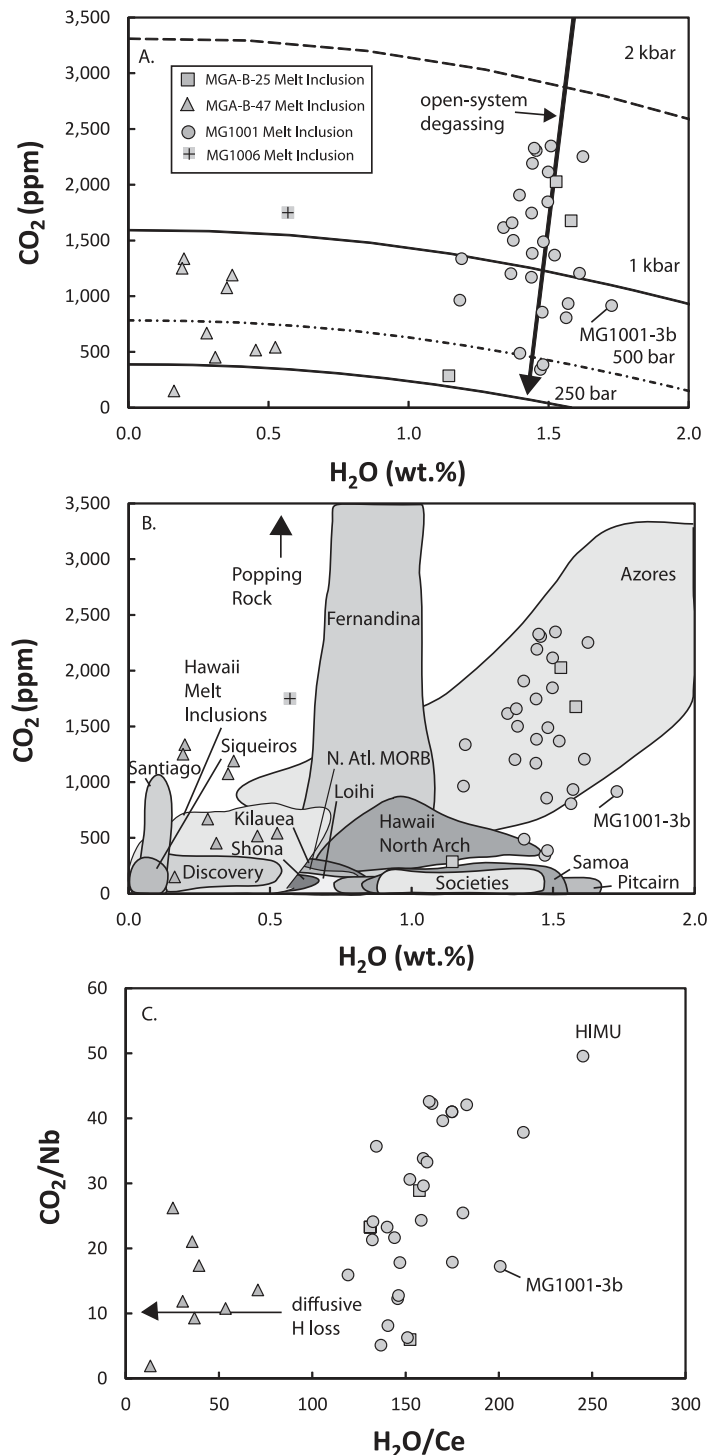 A.
3,500
3,000
2,500
2,000
1,500
1,000
500
0
CO₂ (ppm)
MGA-B-25 Melt Inclusion
MGA-B-47 Melt Inclusion
MG1001 Melt Inclusion
MG1006 Melt Inclusion
open-system
degassing
2 kbar
1 kbar
MG1001-3b
500 bar
250 bar
0.0 0.5 1.0 1.5 2.0
H₂O (wt.%)
B.
3,500
3,000
2,500
2,000
1,500
1,000
500
0
CO₂ (ppm)
Popping
Rock
Fernandina
Azores
Hawaii
Melt
Inclusions
Siqueiros
Santiago
N. Atl. MORB
Loihi
Kilauea
Shona
Discovery
Hawaii
North Arch
MG1001-3b
Samoa
Societies
Pitcairn
0.0 0.5 1.0 1.5 2.0
H₂O (wt.%)
C.
60
50
40
30
20
10
0
CO₂/Nb
HIMU
MG1001-3b
diffusive
H loss
0 50 100 150 200 250 300
H₂O/Ce